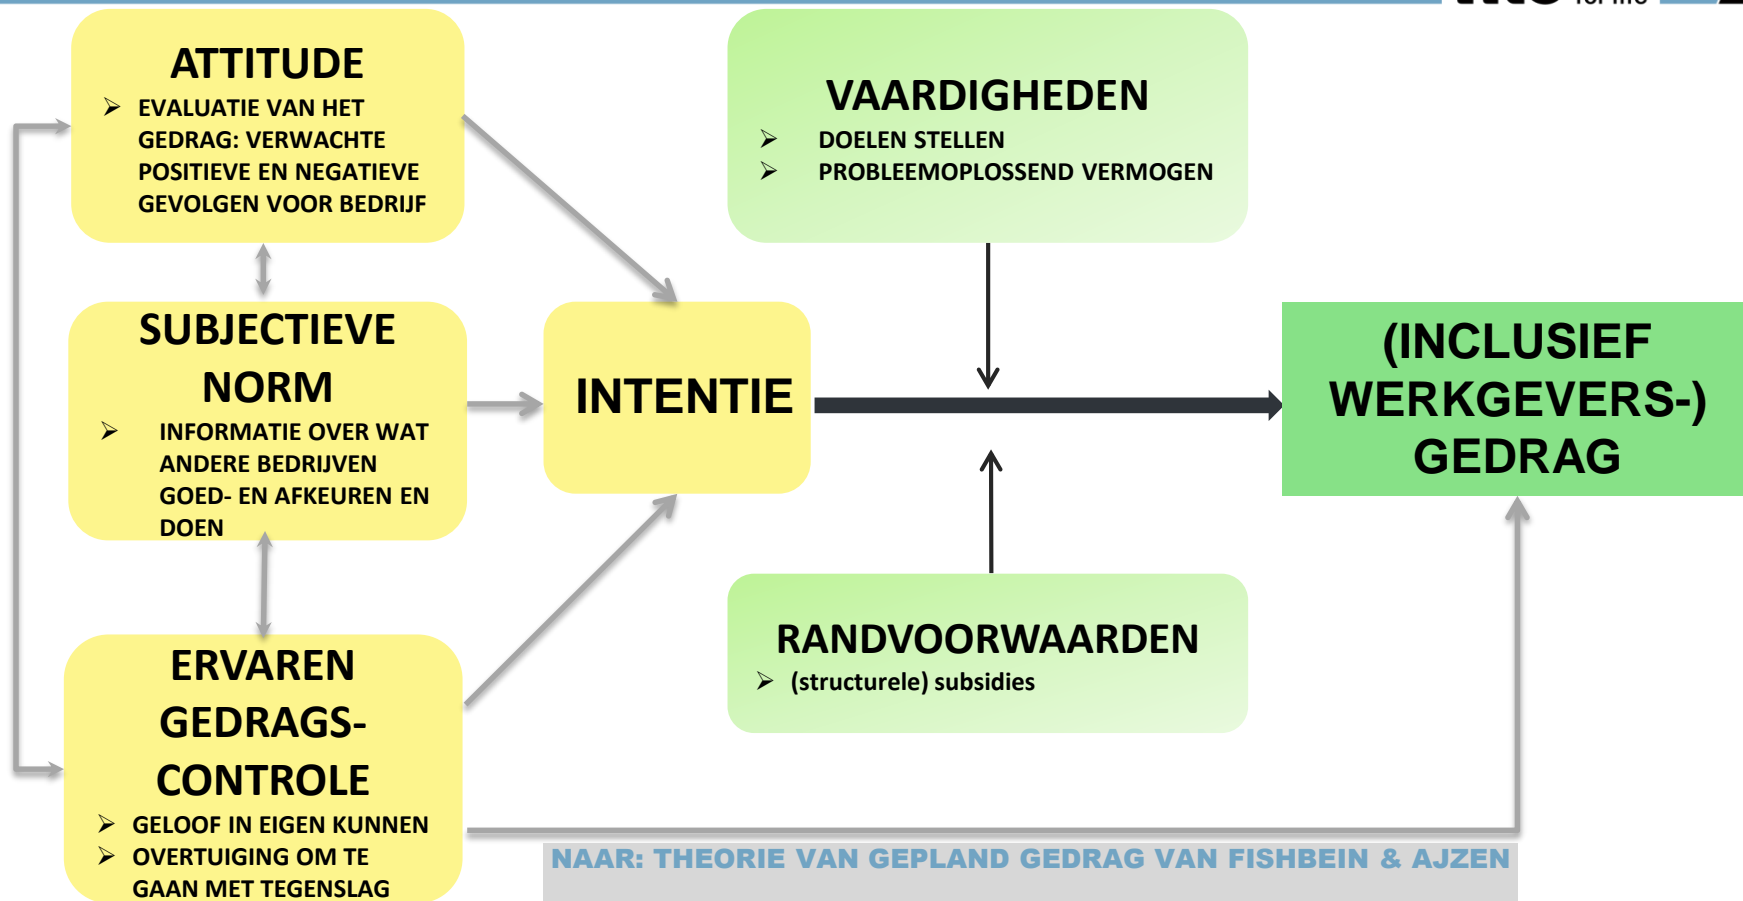 for life
ATTITUDE
➢ EVALUATIE VAN HET
GEDRAG: VERWACHTE
POSITIEVE EN NEGATIEVE
GEVOLGEN VOOR BEDRIJF
SUBJECTIEVE
NORM
➢ INFORMATIE OVER WAT
ANDERE BEDRIJVEN
GOED- EN AFKEUREN EN
DOEN
ERVAREN
GEDRAGS-
CONTROLE
➢ GELOOF IN EIGEN KUNNEN
➢ OVERTUIGING OM TE
GAAN MET TEGENSLAG
INTENTIE
VAARDIGHEDEN
➢ DOELEN STELLEN
➢ PROBLEEMOPLOSSEND VERMOGEN
RANDVOORWAARDEN
➢ (structurele) subsidies
(INCLUSIEF
WERKGEVERS-)
GEDRAG
NAAR: THEORIE VAN GEPLAND GEDRAG VAN FISHBEIN & AJZEN